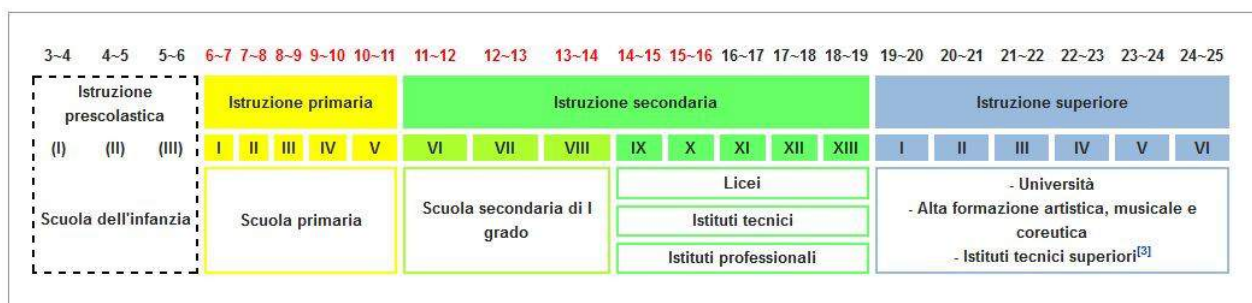 3~4 4~5 5~6 6~7 7~8 8~9 9~10 10~11 11~12 12~13 13~14 14~15 15~16 16~17 17~18 18~19 19~20 20~21 21~22 22~23 23~24 24~25
Istruzione
prescolastica
Istruzione primaria
Istruzione secondaria
Istruzione superiore
(I) (II) (III) I II III IV V VI VII VIII IX X XI XII XIII I II III IV V VI
Scuola dell'infanzia
Scuola primaria
Scuola secondaria di I
grado
Licei
Istituti tecnici
Istituti professionali
- Università
- Alta formazione artistica, musicale e
coreutica
- Istituti tecnici superiori[3]